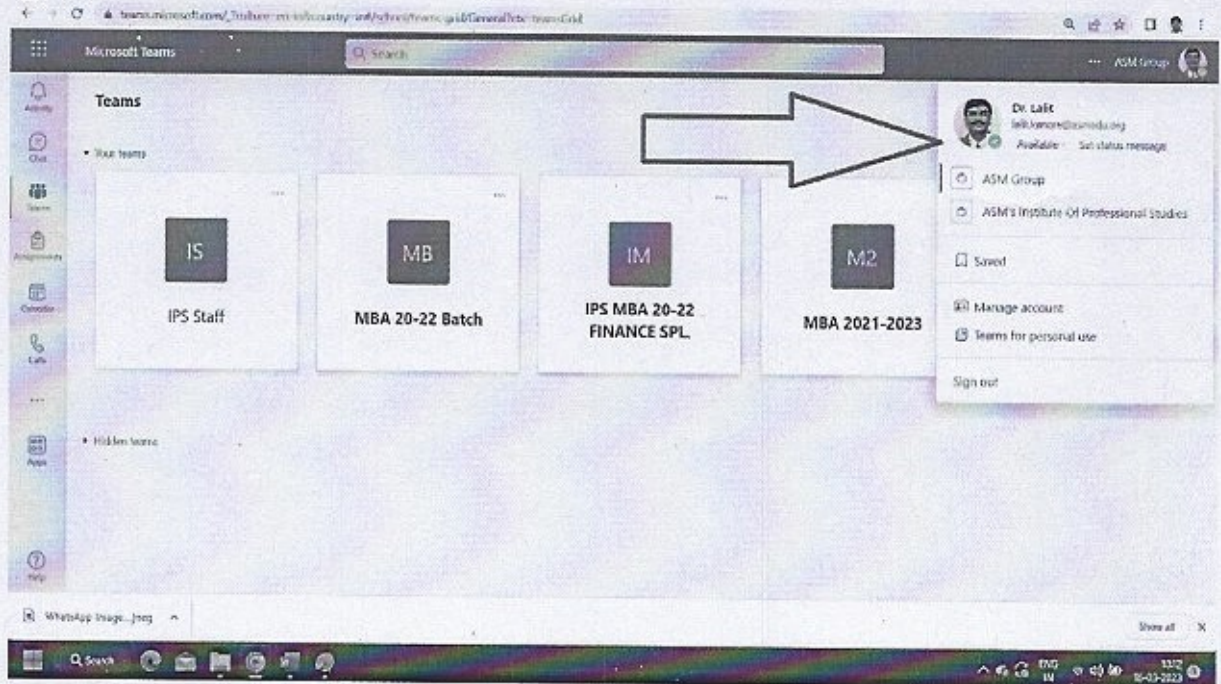 Microsoft Teams
Search
ASM Group
Activity
Chat
Teams
Assignments
Calendar
Calls
...
Apps
Help
Teams
Your teams
IS
IPS Staff
MB
MBA 20-22 Batch
IM
IPS MBA 20-22
FINANCE SPL.
M2
MBA 2021-2023
Hidden teams
Dr. Lalit
Available
Set status message
ASM Group
ASM's Institute Of Professional Studies
Saved
Manage account
Teams for personal use
Sign out
WhatsApp Image....jpeg
Show all
Search
ENG
IN
16-03-2023